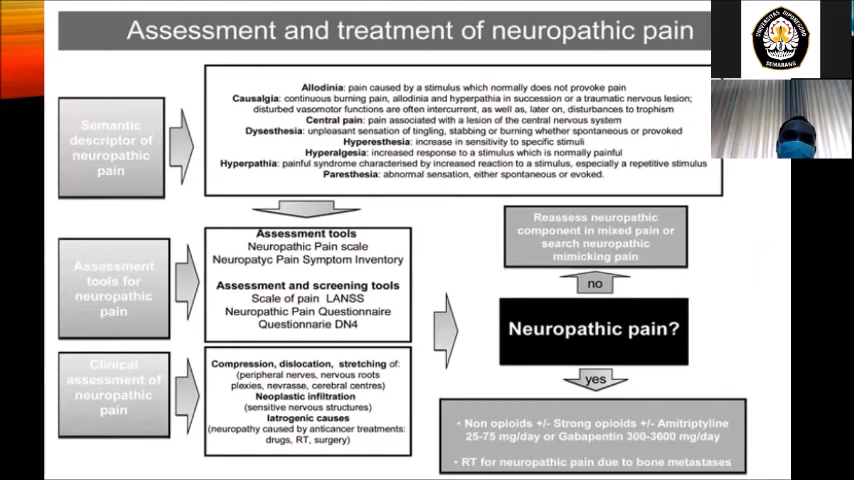 Assessment and treatment of neuropathic pain
UNIVERSITAS DIPONEGORO
SEMARANG
Semantic
descriptor of
neuropathic
pain
Allodinia: pain caused by a stimulus which normally does not provoke pain
Causalgia: continuous burning pain, allodinia and hyperpathia in succession or a traumatic nervous lesion;
disturbed vasomotor functions are often intercurrent, as well as, later on, disturbances to trophism
Central pain: pain associated with a lesion of the central nervous system
Dysesthesia: unpleasant sensation of tingling, stabbing or burning whether spontaneous or provoked
Hyperesthesia: increase in sensitivity to specific stimuli
Hyperalgesia: increased response to a stimulus which is normally painful
Hyperpathia: painful syndrome characterised by increased reaction to a stimulus, especially a repetitive stimulus
Paresthesia: abnormal sensation, either spontaneous or evoked.
Assessment
tools for
neuropathic
pain
Assessment tools
Neuropathic Pain scale
Neuropatyc Pain Symptom Inventory
Assessment and screening tools
Scale of pain LANSS
Neuropathic Pain Questionnaire
Questionnarie DN4
Clinical
assessment of
neuropathic
pain
Compression, dislocation, stretching of:
(peripheral nerves, nervous roots
plexies, nevrasse, cerebral centres)
Neoplastic infiltration
(sensitive nervous structures)
Iatrogenic causes
(neuropathy caused by anticancer treatments:
drugs, RT, surgery)
Reassess neuropathic
component in mixed pain or
search neuropathic
mimicking pain
no
Neuropathic pain?
yes
• Non opioids +/- Strong opioids +/- Amitriptyline
25-75 mg/day or Gabapentin 300-3600 mg/day
• RT for neuropathic pain due to bone metastases